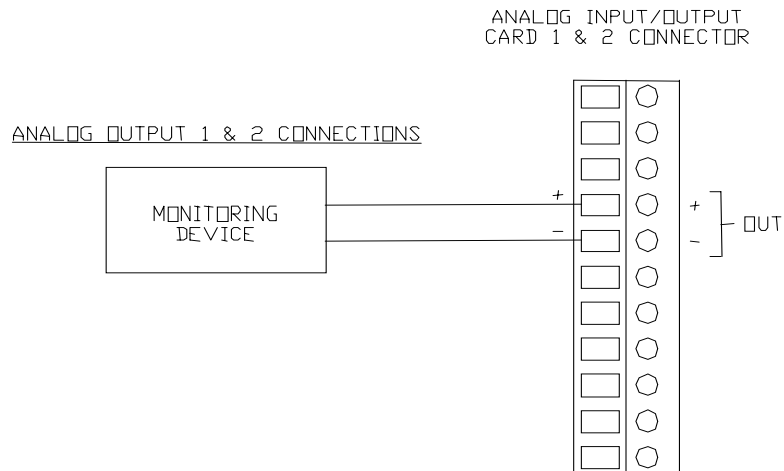 ANALOG INPUT/OUTPUT
CARD 1 & 2 CONNECTOR
ANALOG OUTPUT 1 & 2 CONNECTIONS
MONITORING
DEVICE
+
-
+
-
OUT